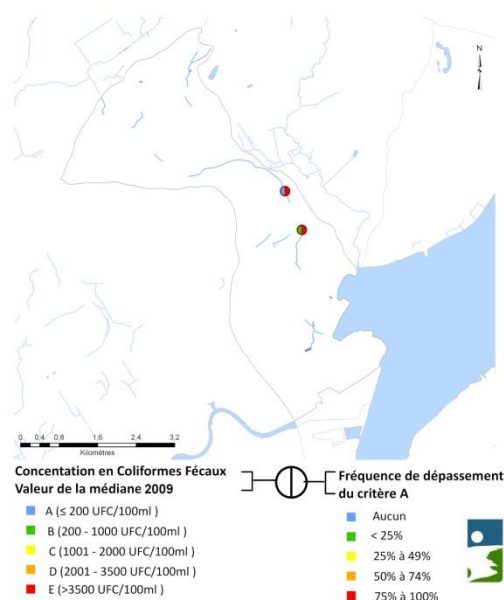 N
0 0.4 0.8 1.6 2.4 3.2
Kilomètres
Concentation en Coliformes Fécaux
Valeur de la médiane 2009
A (≤ 200 UFC/100ml )
B (200 - 1000 UFC/100ml )
C (1001 - 2000 UFC/100ml )
D (2001 - 3500 UFC/100ml )
E (>3500 UFC/100ml )
Fréquence de dépassement
du critère A
Aucun
< 25%
25% à 49%
50% à 74%
75% à 100%